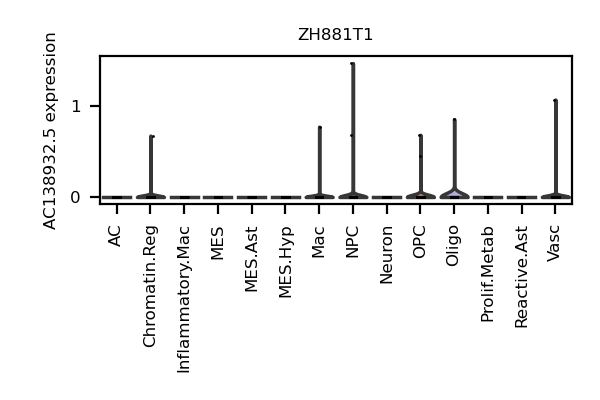 ZH881T1
AC138932.5 expression
1
0
AC
Chromatin.Reg
Inflammatory.Mac
MES
MES.Ast
MES.Hyp
Mac
NPC
Neuron
OPC
Oligo
Prolif.Metab
Reactive.Ast
Vasc